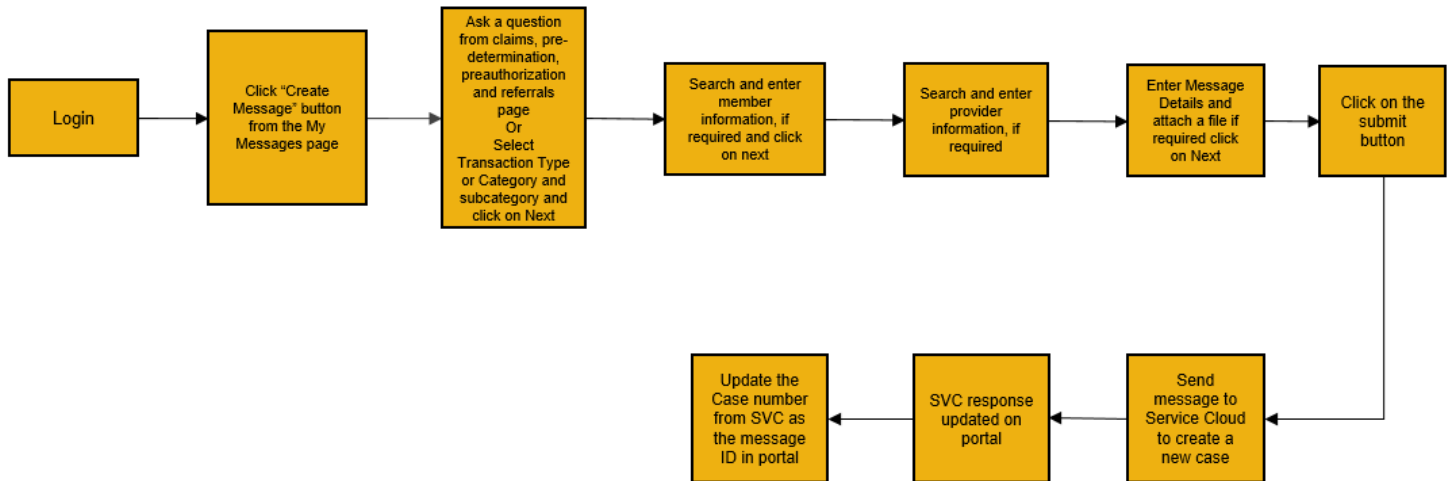 Login
Click “Create
Message” button
from the My
Messages page
Ask a question
from claims, pre-
determination,
preauthorization
and referrals
page
Or
Select
Transaction Type
or Category and
subcategory and
click on Next
Search and enter
member
information, if
required and click
on next
Search and enter
provider
information, if
required
Enter Message
Details and
attach a file if
required click
on Next
Click on the
submit
button
Update the
Case number
from SVC as
the message
ID in portal
SVC response
updated on
portal
Send
message to
Service Cloud
to create a
new case